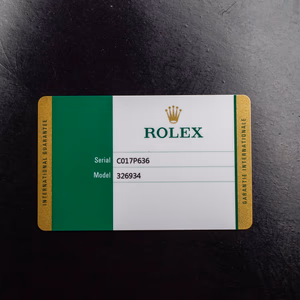 INTERNATIONAL GUARANTEE
ROLEX
Serial C017P636
Model 326934
GARANTIE INTERNATIONALE